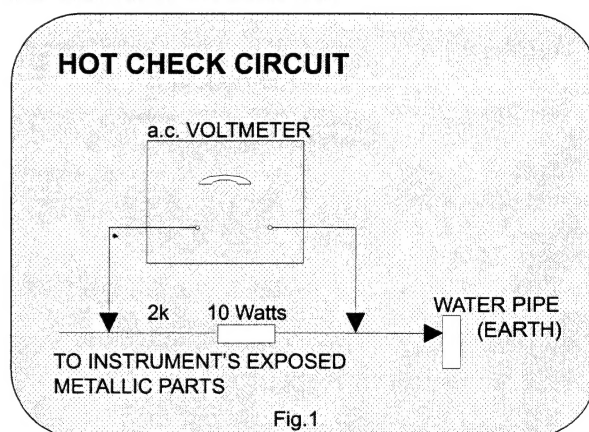 HOT CHECK CIRCUIT
a.c. VOLTMETER
2k 10 Watts
WATER PIPE
(EARTH)
TO INSTRUMENT'S EXPOSED
METALLIC PARTS
Fig.1